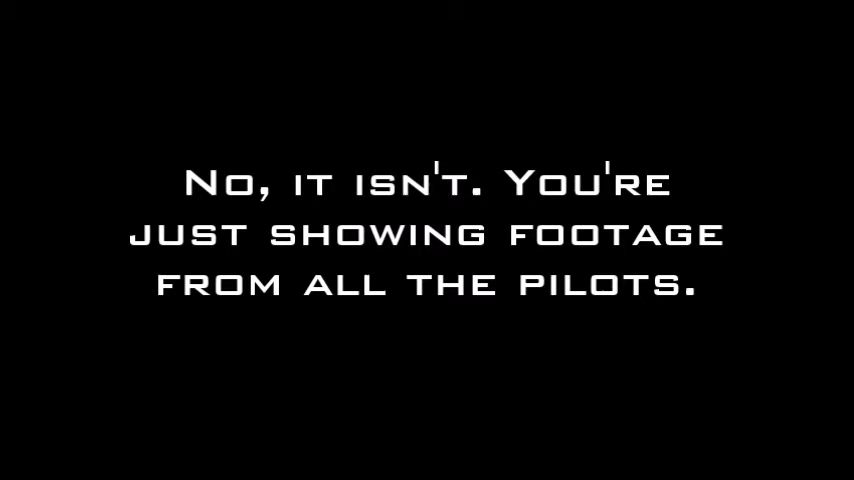 No, it isn't. You're
just showing footage
from all the pilots.